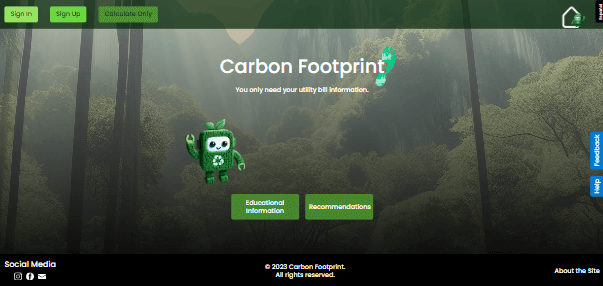 Sign In
Sign Up
Calculate Only
Español
Carbon Footprint
You only need your utility bill information.
Feedback
Help
Educational
Information
Recommendations
Social Media
© 2023 Carbon Footprint.
All rights reserved.
About the Site